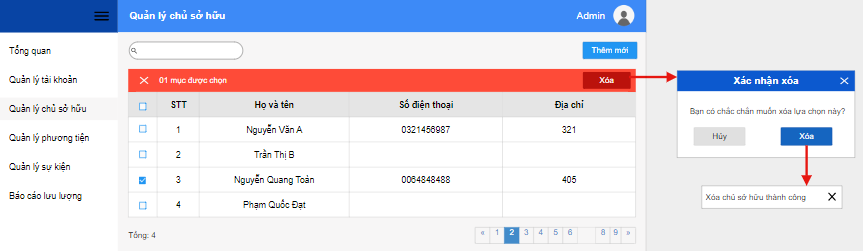 Quản lý chủ sở hữu
Admin
Tổng quan
Quản lý tài khoản
Quản lý chủ sở hữu
Quản lý phương tiện
Quản lý sự kiện
Báo cáo lưu lượng
Thêm mới
01 mục được chọn
Xóa
STT Họ và tên Số điện thoại Địa chỉ
1 Nguyễn Văn A 0321456987 321
2 Trần Thị B
3 Nguyễn Quang Toản 0064848488 405
4 Phạm Quốc Đạt
Tổng: 4
« 1 2 3 4 5 6 8 9 »
Xác nhận xóa
Bạn có chắc chắn muốn xóa lựa chọn này?
Hủy
Xóa
Xóa chủ sở hữu thành công